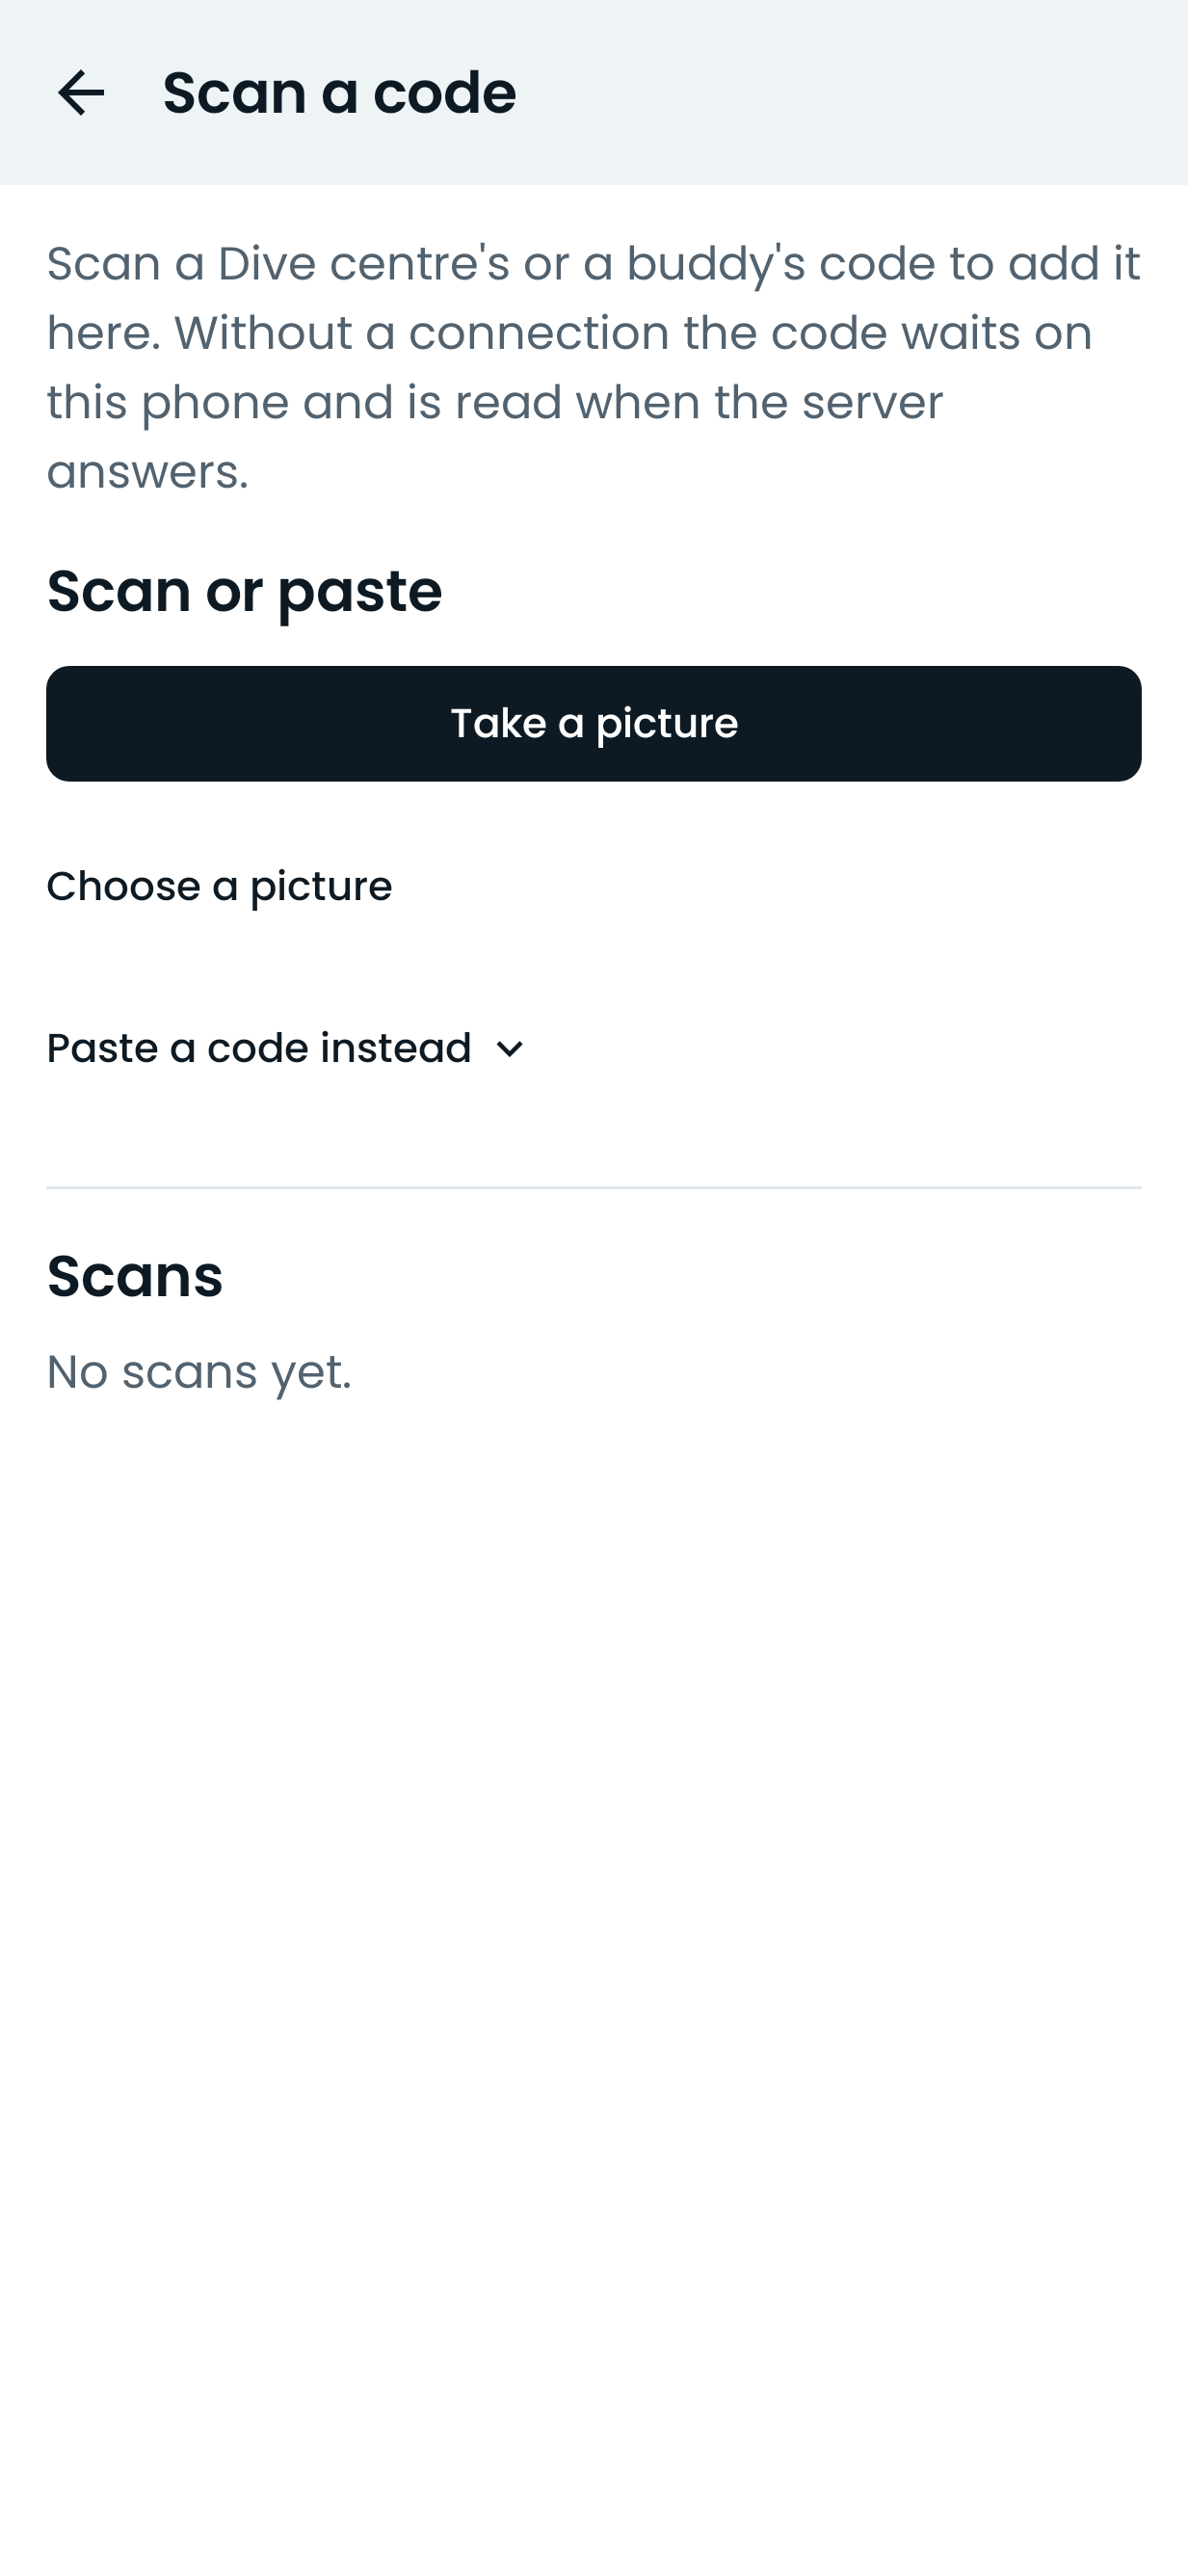 Scan a code
Scan a Dive centre's or a buddy's code to add it
here. Without a connection the code waits on
this phone and is read when the server
answers.
Scan or paste
Take a picture
Choose a picture
Paste a code instead
Scans
No scans yet.